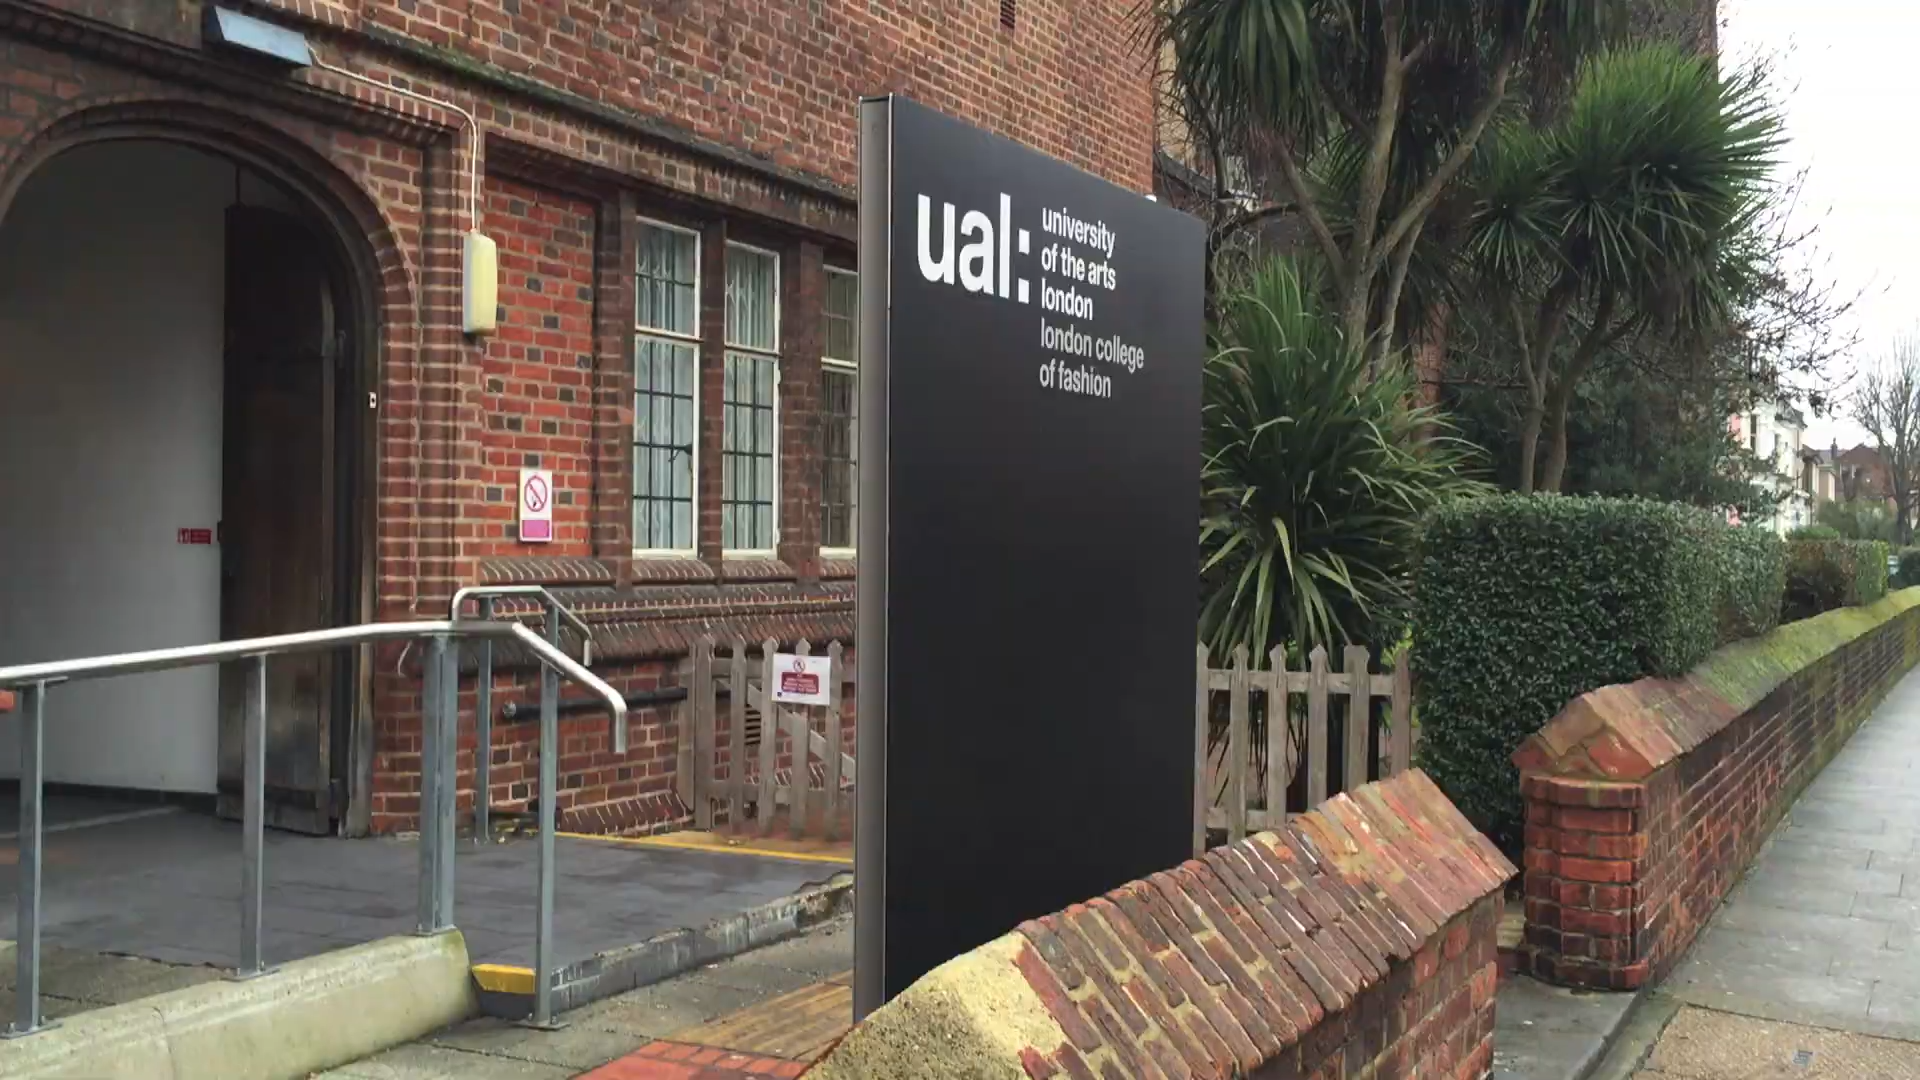 ual:
university
of the arts
london
london college
of fashion